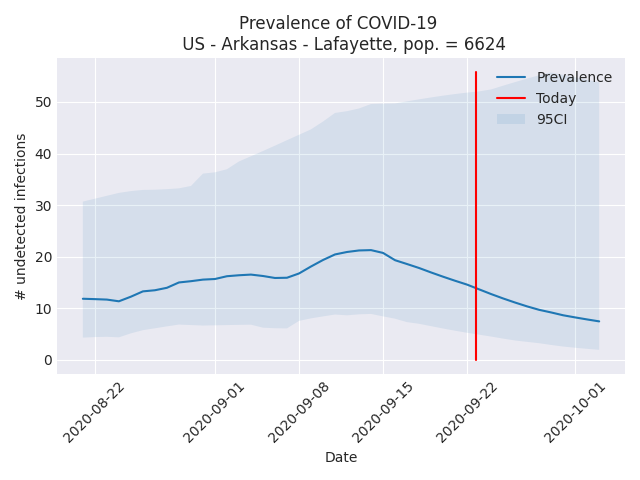 Prevalence of COVID-19
US - Arkansas - Lafayette, pop. = 6624
Prevalence
Today
95CI
# undetected infections
50
40
30
20
10
0
2020-08-22
2020-09-01
2020-09-08
2020-09-15
2020-09-22
2020-10-01
Date